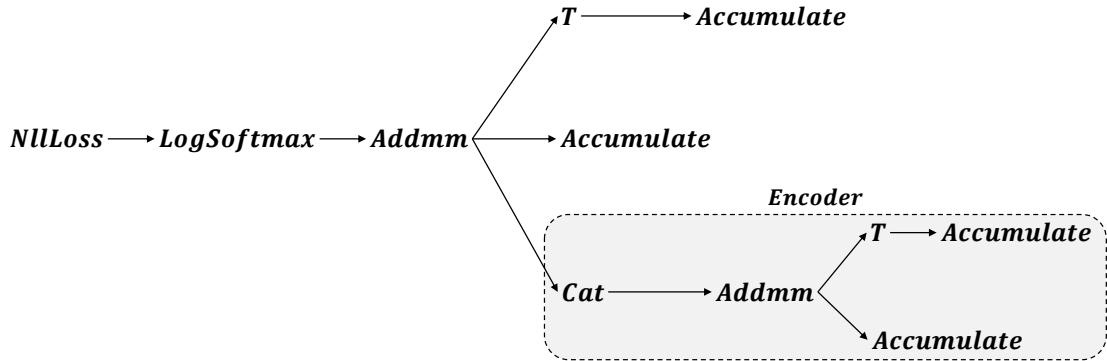 T Accumulate
NllLoss LogSoftmax Addmm Accumulate
Encoder
T Accumulate
Cat Addmm
Accumulate